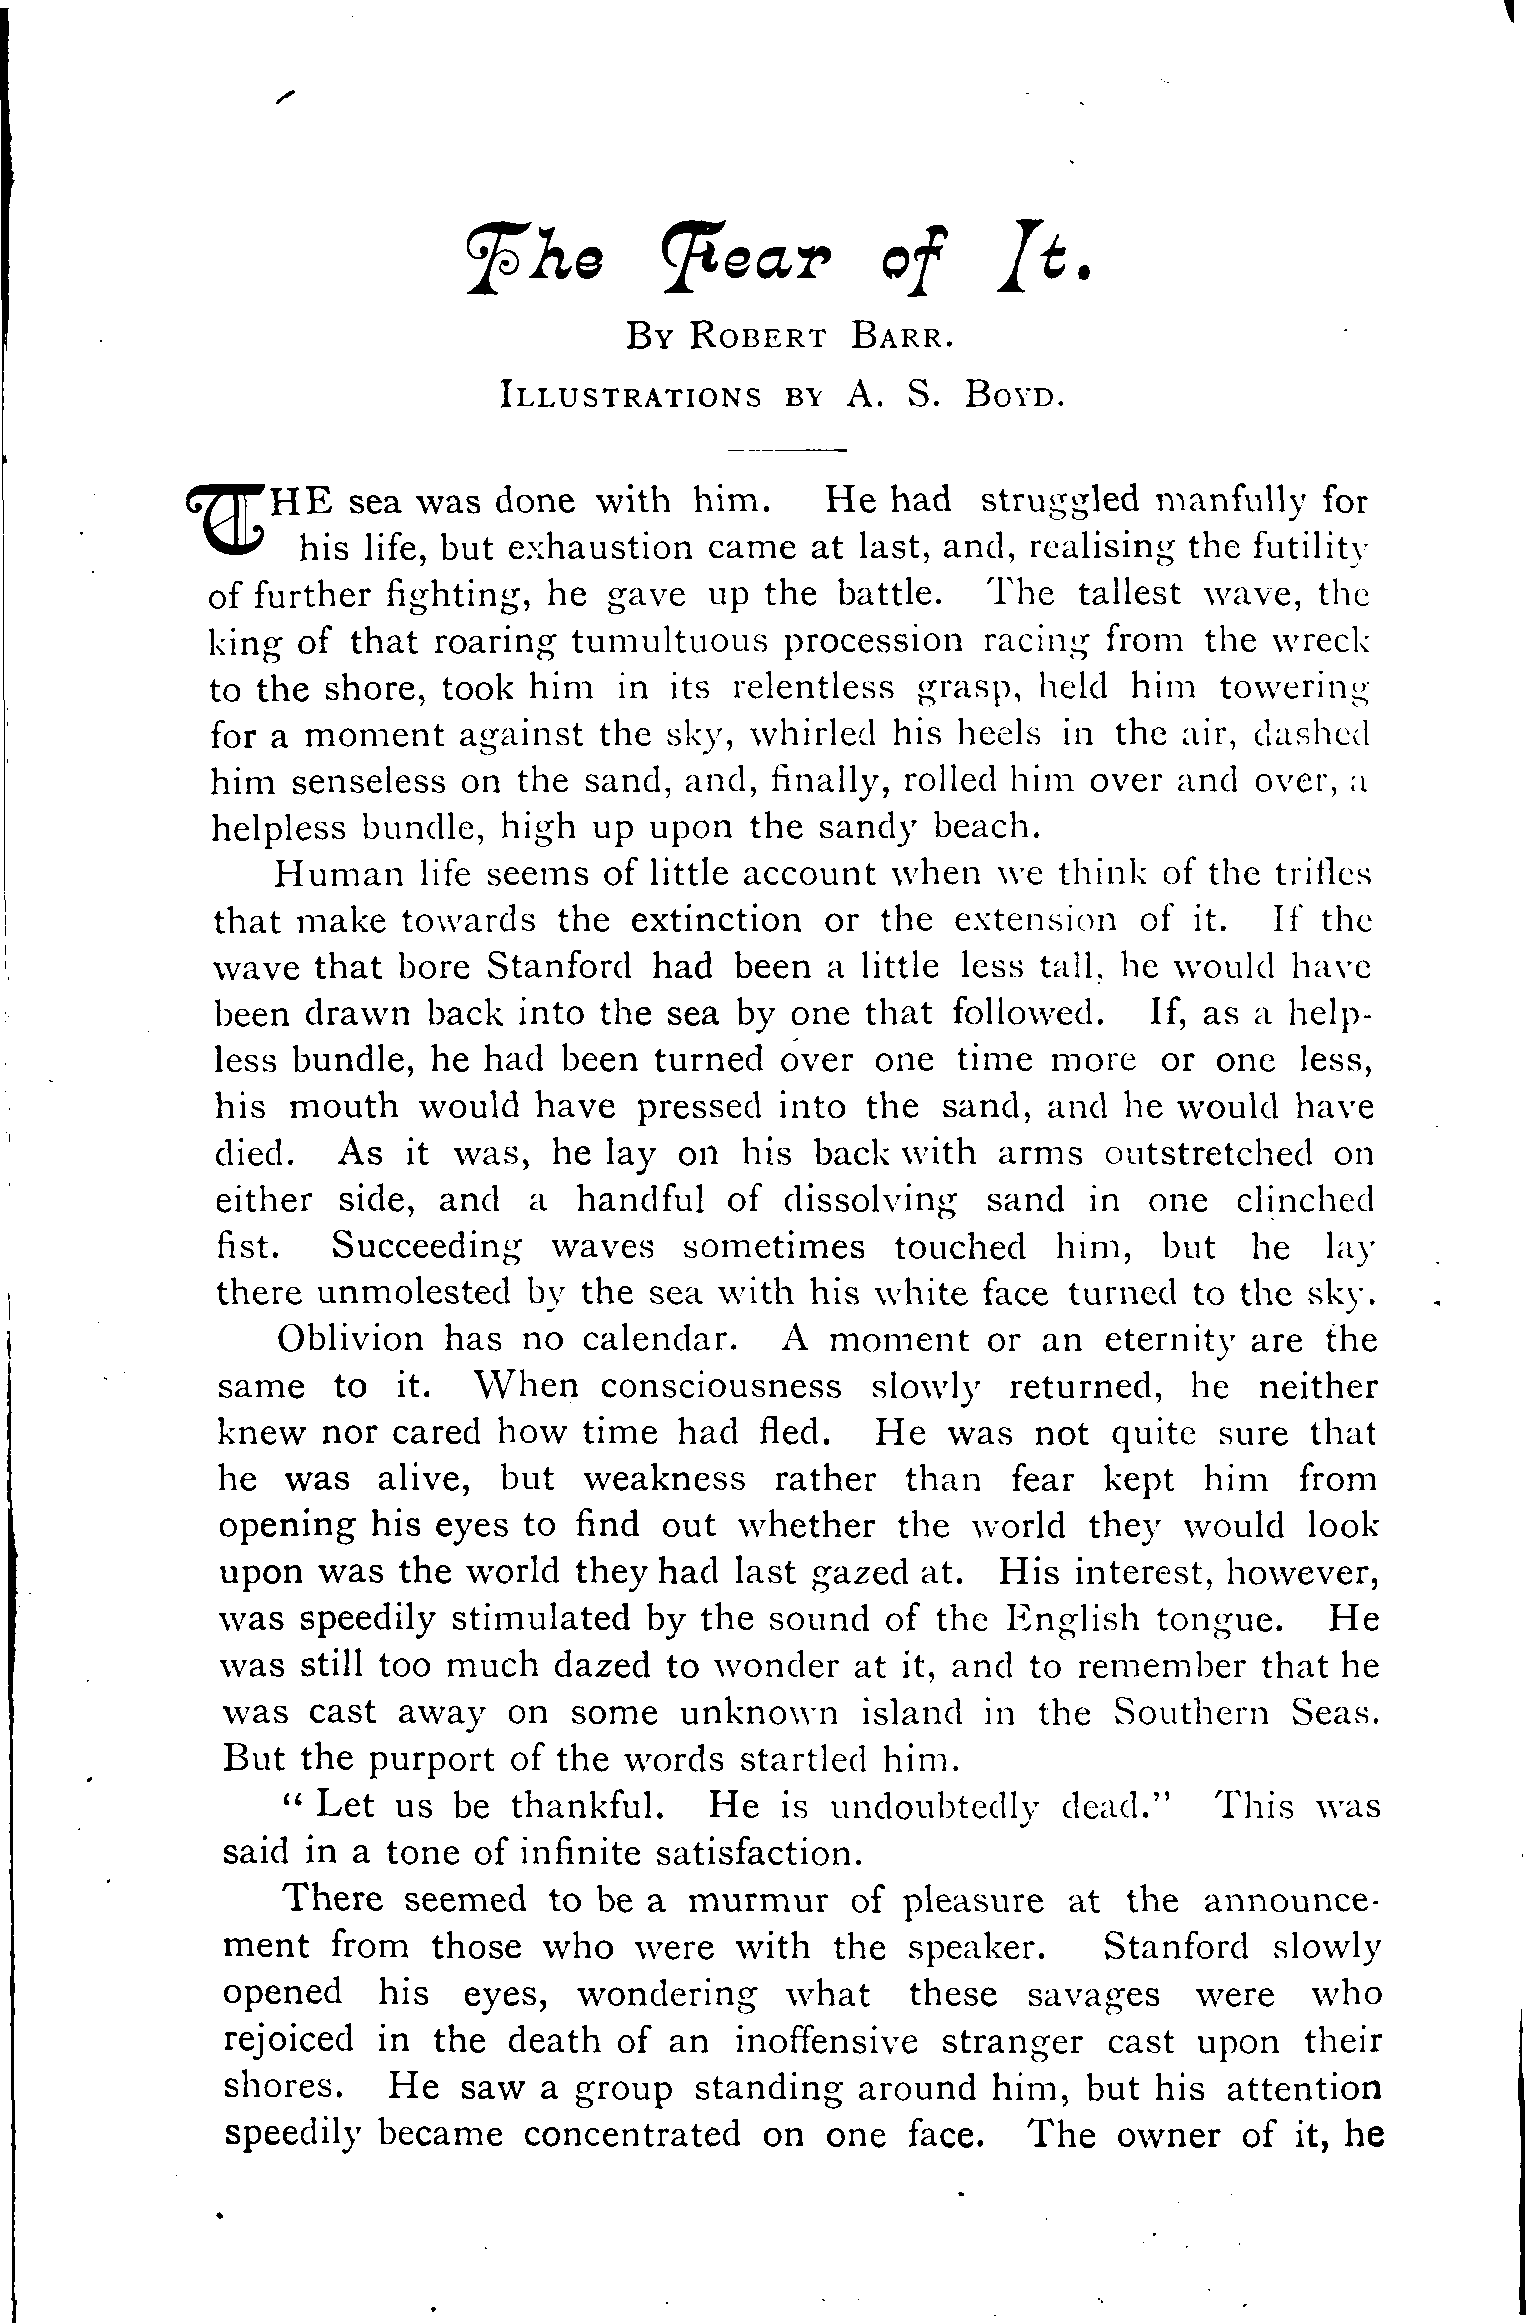 The Fear of It.
By Robert Barr.
Illustrations by A. S. Boyd.
THE sea was done with him. He had struggled manfully for
his life, but exhaustion came at last, and, realising the futility
of further fighting, he gave up the battle. The tallest wave, the
king of that roaring tumultuous procession racing from the wreck
to the shore, took him in its relentless grasp, held him towering
for a moment against the sky, whirled his heels in the air, dashed
him senseless on the sand, and, finally, rolled him over and over, a
helpless bundle, high up upon the sandy beach.
Human life seems of little account when we think of the trifles
that make towards the extinction or the extension of it. If the
wave that bore Stanford had been a little less tall, he would have
been drawn back into the sea by one that followed. If, as a help-
less bundle, he had been turned over one time more or one less,
his mouth would have pressed into the sand, and he would have
died. As it was, he lay on his back with arms outstretched on
either side, and a handful of dissolving sand in one clinched
fist. Succeeding waves sometimes touched him, but he lay
there unmolested by the sea with his white face turned to the sky.
Oblivion has no calendar. A moment or an eternity are the
same to it. When consciousness slowly returned, he neither
knew nor cared how time had fled. He was not quite sure that
he was alive, but weakness rather than fear kept him from
opening his eyes to find out whether the world they would look
upon was the world they had last gazed at. His interest, however,
was speedily stimulated by the sound of the English tongue. He
was still too much dazed to wonder at it, and to remember that he
was cast away on some unknown island in the Southern Seas.
But the purport of the words startled him.
“ Let us be thankful. He is undoubtedly dead.” This was
said in a tone of infinite satisfaction.
There seemed to be a murmur of pleasure at the announce-
ment from those who were with the speaker. Stanford slowly
opened his eyes, wondering what these savages were who
rejoiced in the death of an inoffensive stranger cast upon their
shores. He saw a group standing around him, but his attention
speedily became concentrated on one face. The owner of it, he